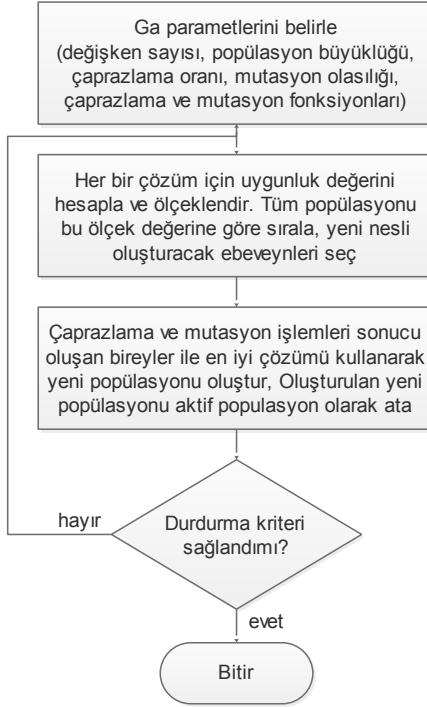 Ga parametlerini belirle
(değişken sayısı, popülasyon büyüklüğü,
çaprazlama oranı, mutasyon olasılığı,
çaprazlama ve mutasyon fonksiyonları)
Her bir çözüm için uygunluk değerini
hesapla ve ölçeklendir. Tüm popülasyonu
bu ölçek değerine göre sırala, yeni nesli
oluşturacak ebeveynleri seç
Çaprazlama ve mutasyon işlemleri sonucu
oluşan bireyler ile en iyi çözümü kullanarak
yeni popülasyonu oluştur, Oluşturulan yeni
popülasyonu aktif populasyon olarak ata
hayır
Durdurma kriteri
sağlandımı?
evet
Bitir